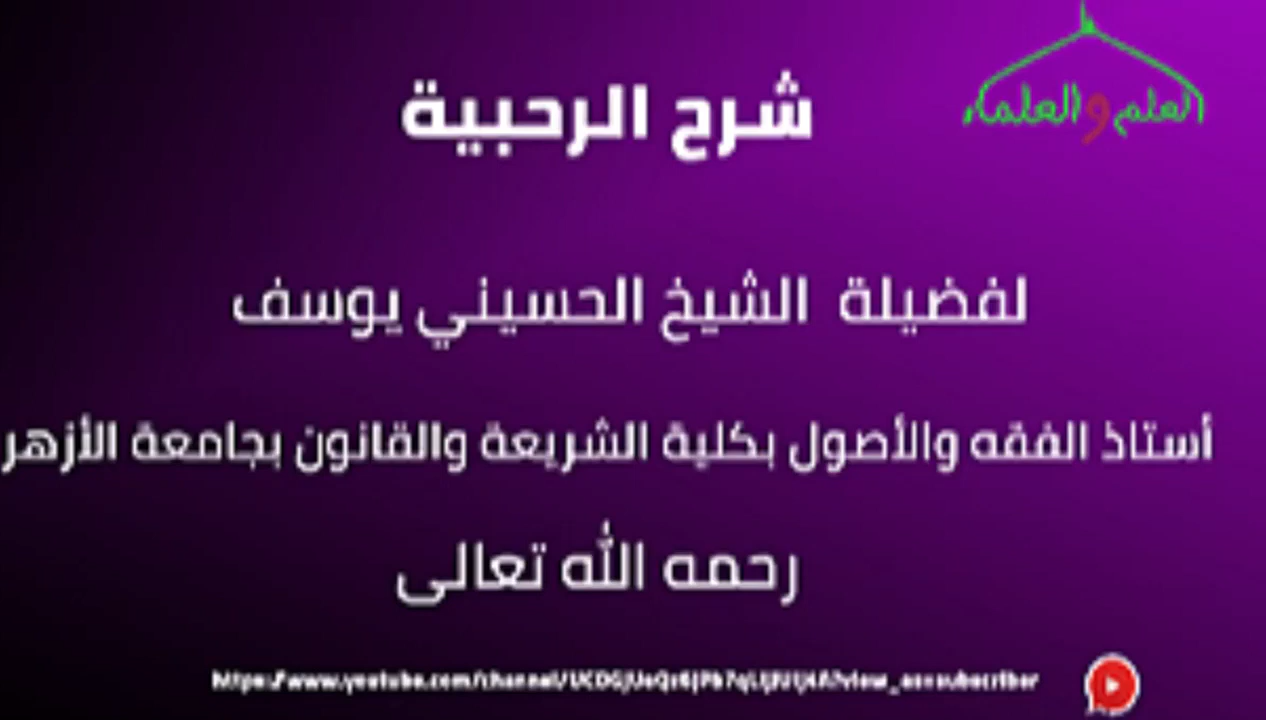 العلم والعلماء
شرح الرحبية
لفضيلة الشيخ الحسيني يوسف
أستاذ الفقه والأصول بكلية الشريعة والقانون بجامعة الأزهر
رحمه الله تعالى